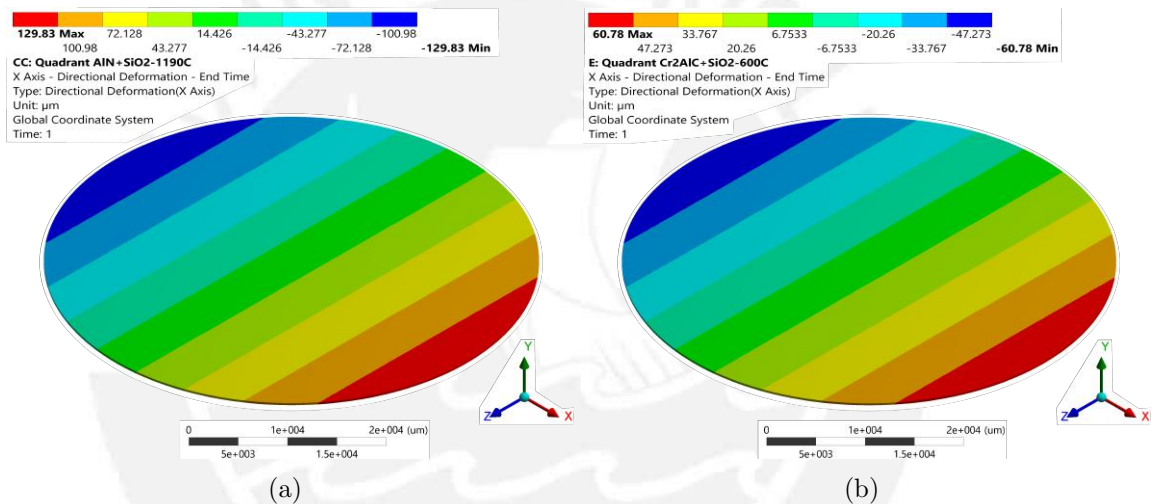 129.83 Max 72.128 14.426 -43.277 -100.98
100.98 43.277 -14.426 -72.128 -129.83 Min
CC: Quadrant AlN+SiO2-1190C
X Axis - Directional Deformation - End Time
Type: Directional Deformation(X Axis)
Unit: µm
Global Coordinate System
Time: 1
Y
Z X
0 1e+004 2e+004 (um)
5e+003 1.5e+004
(a)
60.78 Max 33.767 6.7533 -20.26 -47.273
47.273 20.26 -6.7533 -33.767 -60.78 Min
E: Quadrant Cr2AlC+SiO2-600C
X Axis - Directional Deformation - End Time
Type: Directional Deformation(X Axis)
Unit: µm
Global Coordinate System
Time: 1
Y
Z X
0 1e+004 2e+004 (um)
5e+003 1.5e+004
(b)